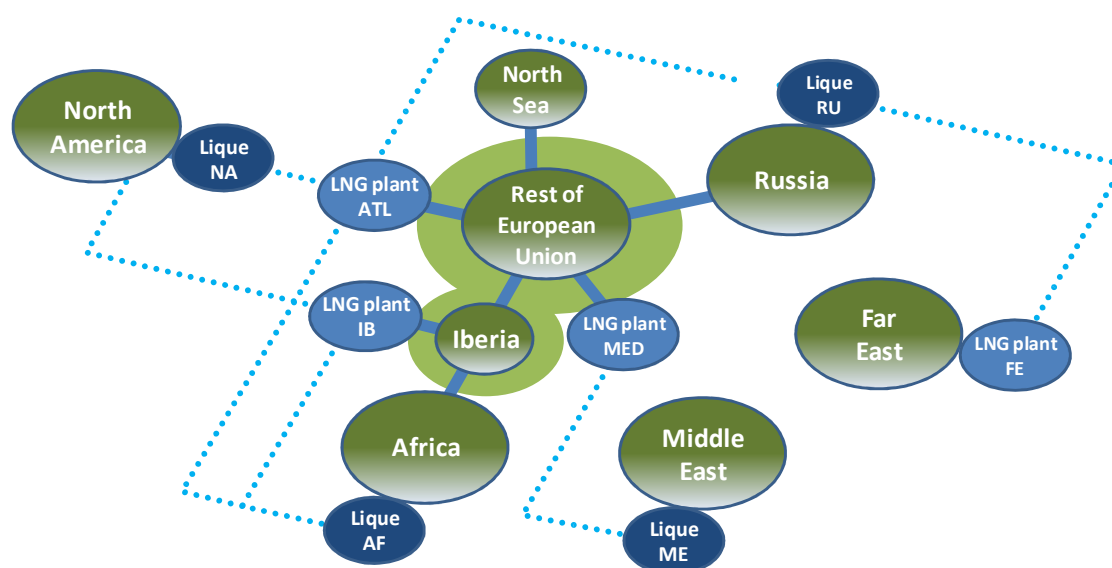 North
Sea
Lique
RU
North
America
Lique
NA
LNG plant
ATL
Rest of
European
Union
Russia
LNG plant
IB
Iberia
LNG plant
MED
Far
East
LNG plant
FE
Africa
Middle
East
Lique
AF
Lique
ME